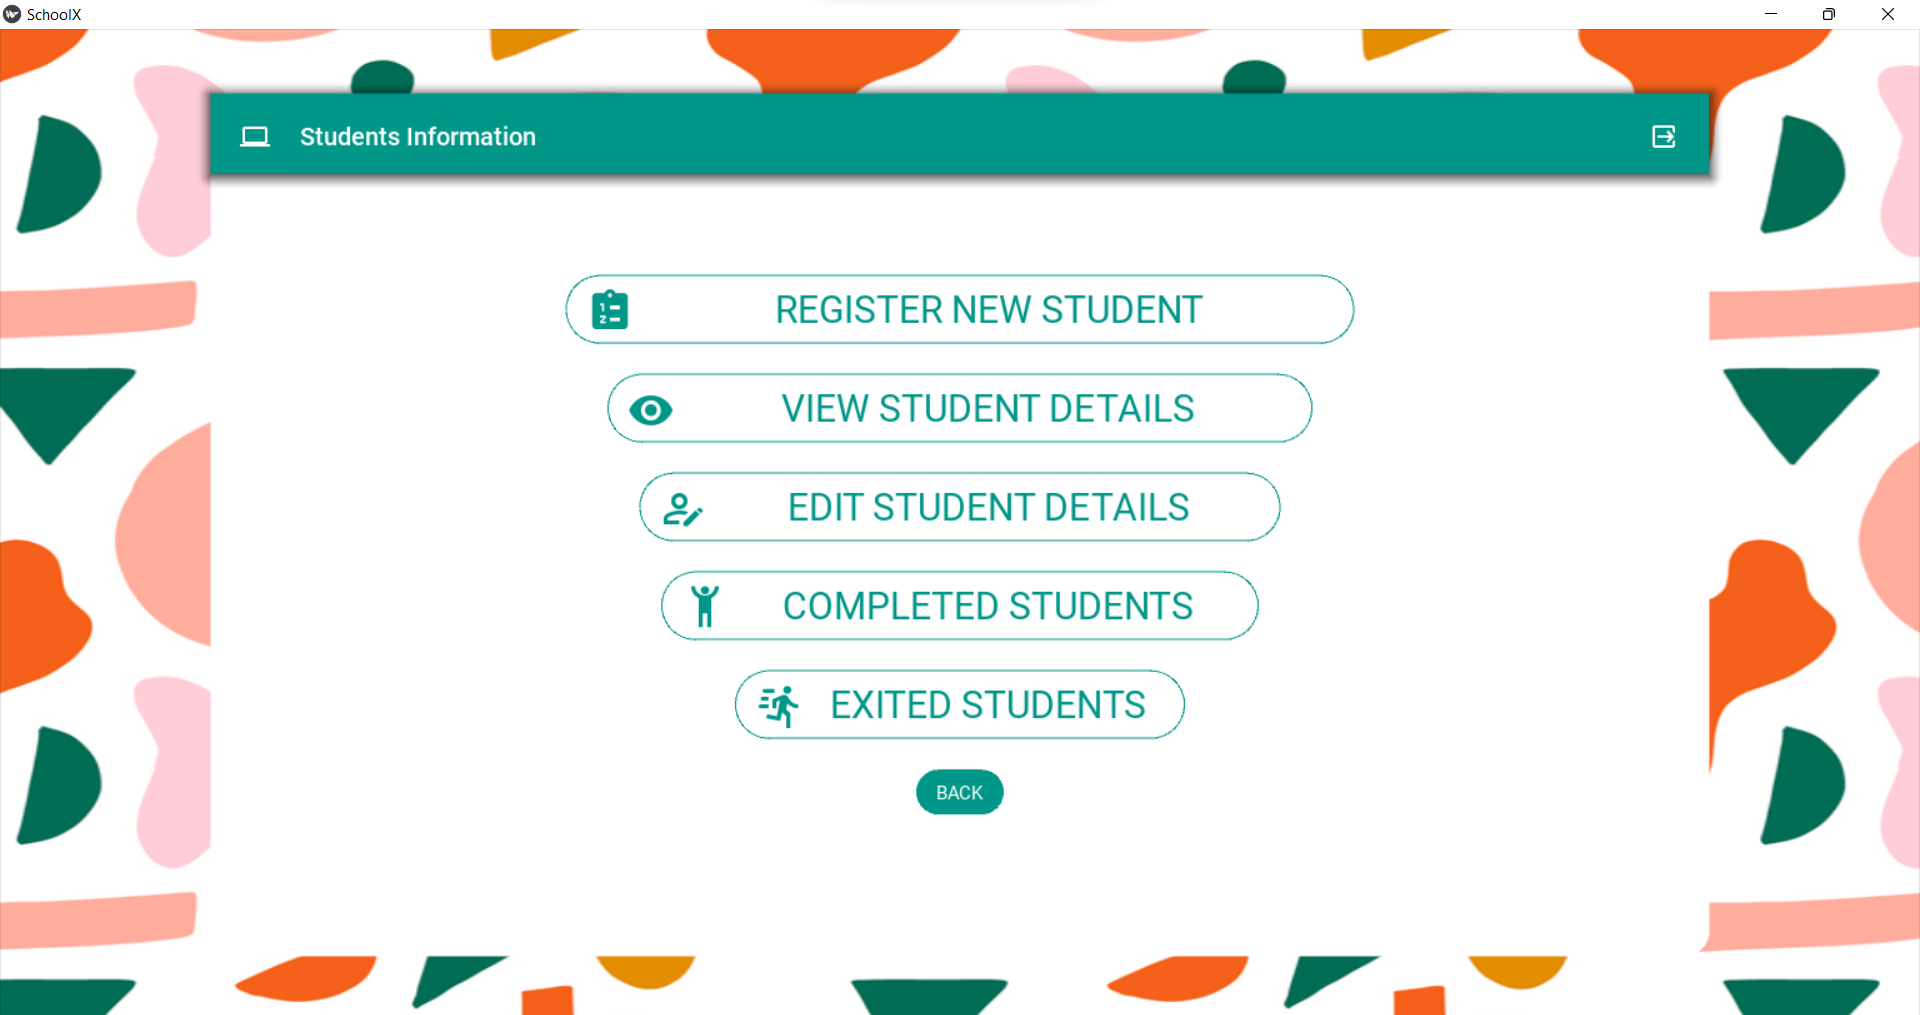 SchoolX
Students Information
REGISTER NEW STUDENT
VIEW STUDENT DETAILS
EDIT STUDENT DETAILS
COMPLETED STUDENTS
EXITED STUDENTS
BACK